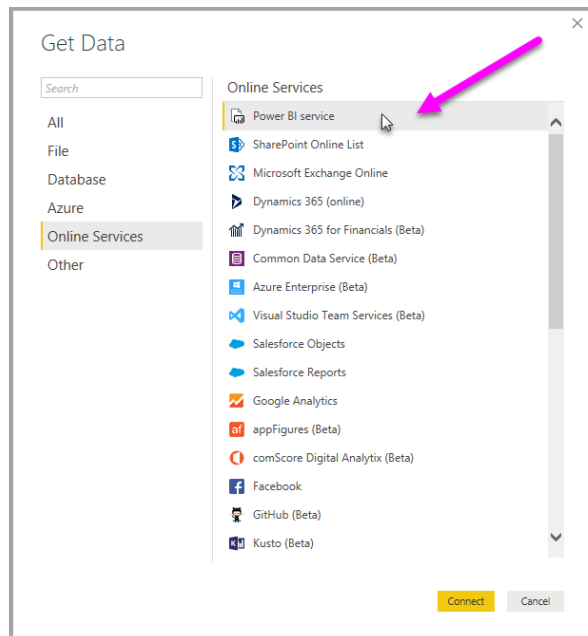 Get Data
Search
All
File
Database
Azure
Online Services
Other
Online Services
Power BI service
SharePoint Online List
Microsoft Exchange Online
Dynamics 365 (online)
Dynamics 365 for Financials (Beta)
Common Data Service (Beta)
Azure Enterprise (Beta)
Visual Studio Team Services (Beta)
Salesforce Objects
Salesforce Reports
Google Analytics
af appFigures (Beta)
comScore Digital Analytix (Beta)
Facebook
GitHub (Beta)
Kusto (Beta)
Connect Cancel